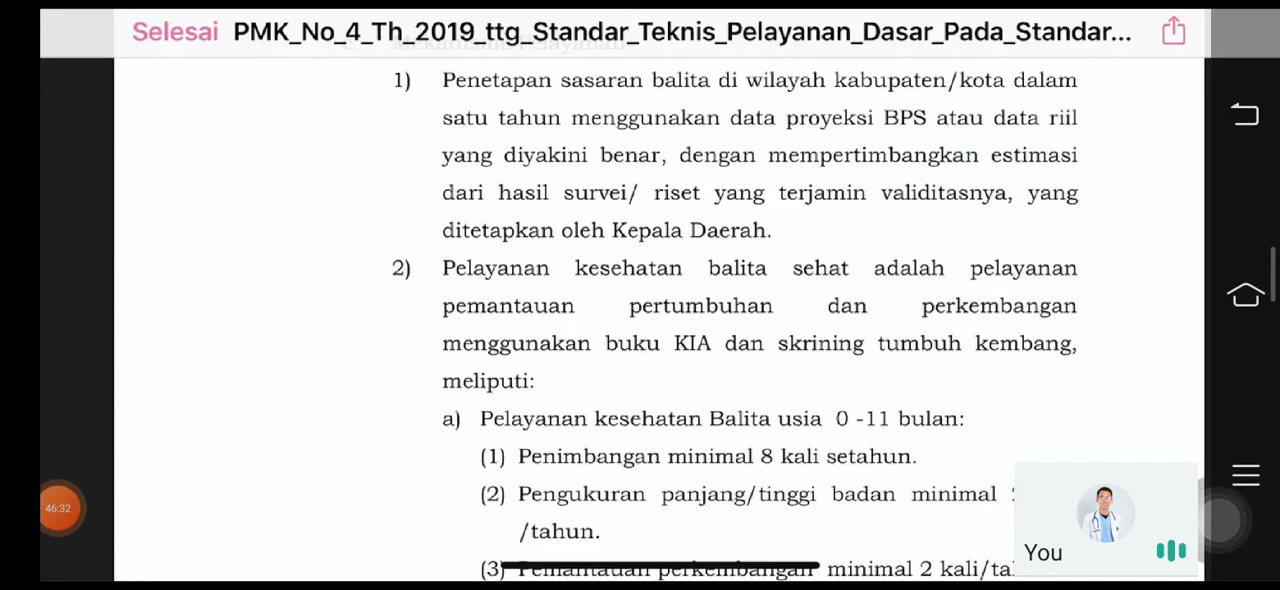 Selesai PMK_No_4_Th_2019_ttg_Standar_Teknis_Pelayanan_Dasar_Pada_Standar...
1) Penetapan sasaran balita di wilayah kabupaten/kota dalam
satu tahun menggunakan data proyeksi BPS atau data riil
yang diyakini benar, dengan mempertimbangkan estimasi
dari hasil survei/ riset yang terjamin validitasnya, yang
ditetapkan oleh Kepala Daerah.
2) Pelayanan kesehatan balita sehat adalah pelayanan
pemantauan pertumbuhan dan perkembangan
menggunakan buku KIA dan skrining tumbuh kembang,
meliputi:
a) Pelayanan kesehatan Balita usia 0 -11 bulan:
(1) Penimbangan minimal 8 kali setahun.
(2) Pengukuran panjang/tinggi badan minimal
/tahun.
(3) Pemantauan perkembangan minimal 2 kali/ta
46:32
You